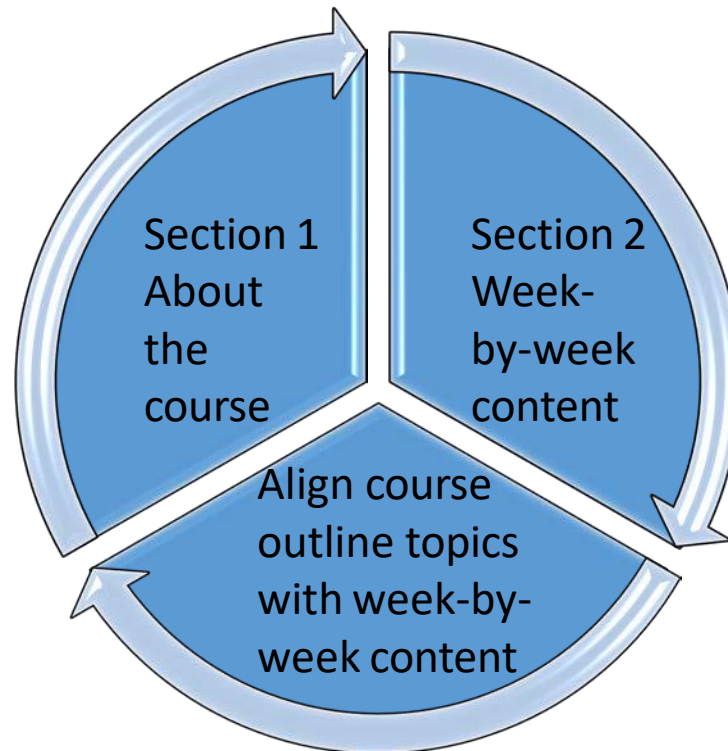 Section 1
About
the
course
Section 2
Week-
by-week
content
Align course
outline topics
with week-by-
week content